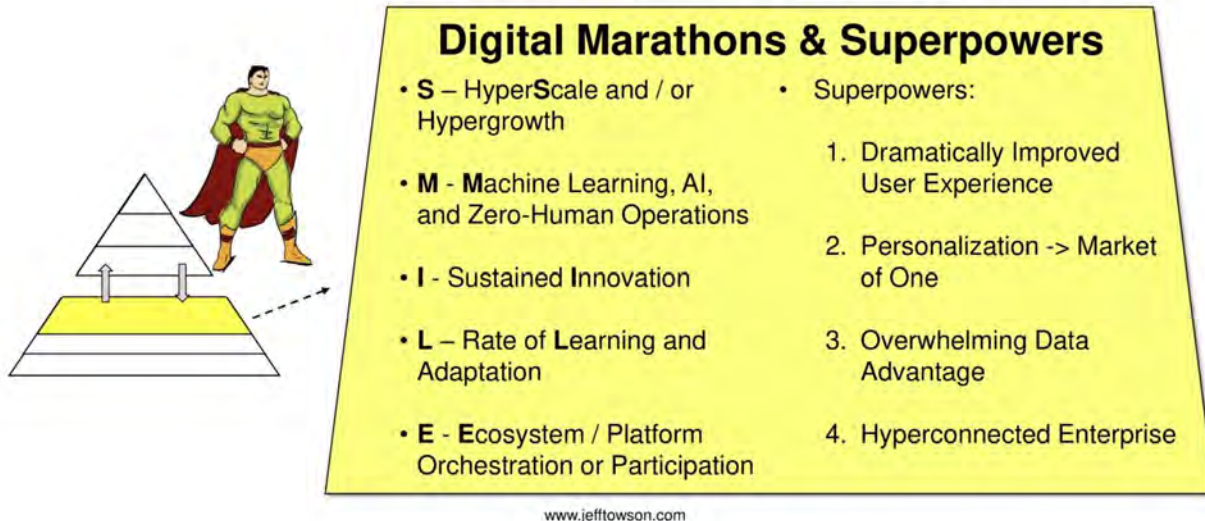 Digital Marathons & Superpowers
• S – HyperScale and / or
Hypergrowth
• M - Machine Learning, AI,
and Zero-Human Operations
• I - Sustained Innovation
• L – Rate of Learning and
Adaptation
• E - Ecosystem / Platform
Orchestration or Participation
• Superpowers:
1. Dramatically Improved
User Experience
2. Personalization -> Market
of One
3. Overwhelming Data
Advantage
4. Hyperconnected Enterprise
www.jefftowson.com